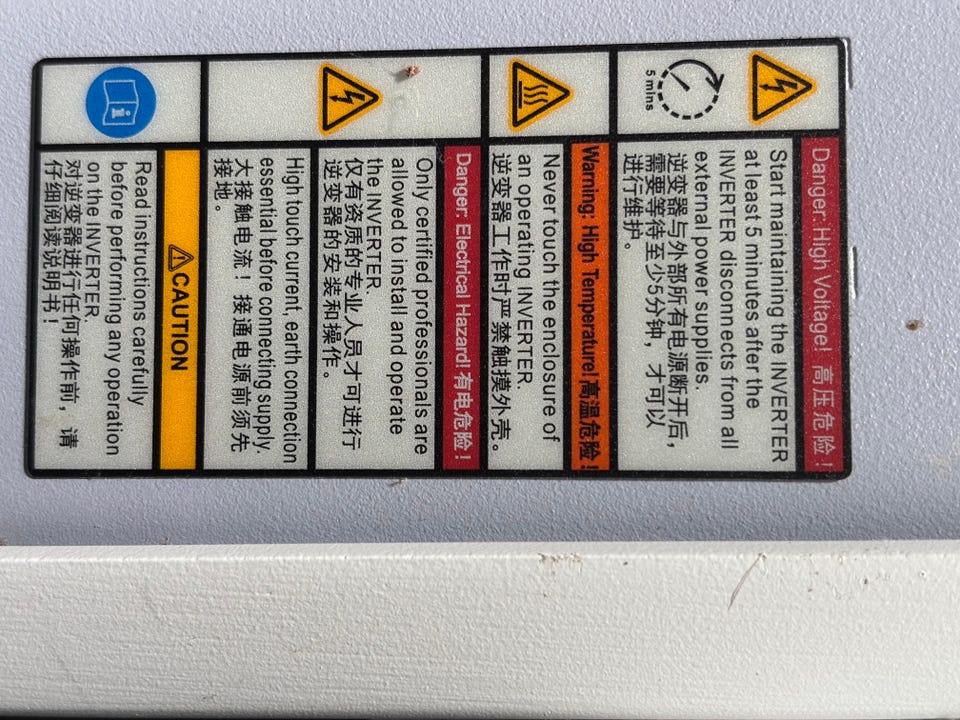 5 mins
Danger:High Voltage! 高压危险!
Start maintaining the INVERTER
at least 5 minutes after the
INVERTER disconnects from all
external power supplies.
逆变器与外部所有电源断开后,
需要等待至少5分钟,才可以
进行维护。
Warning: High Temperature!高温危险!
Never touch the enclosure of
an operating INVERTER.
逆变器工作时严禁触摸外壳。
Danger: Electrical Hazard!有电危险!
Only certified professionals are
allowed to install and operate
the INVERTER.
仅有资质的专业人员才可进行
逆变器的安装和操作。
High touch current, earth connection
essential before connecting supply.
大接触电流!接通电源前须先
接地。
CAUTION
Read instructions carefully
before performing any operation
on the INVERTER.
对逆变器进行任何操作前,请
仔细阅读说明书!